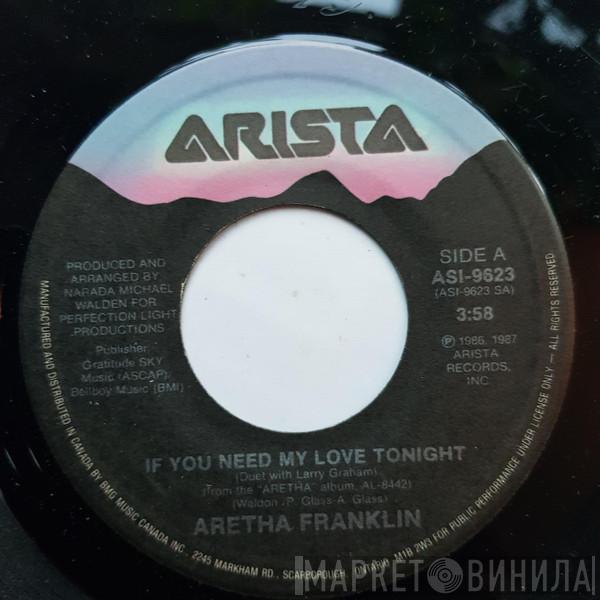 ARISTA
PRODUCED AND
ARRANGED BY
NARADA MICHAEL
WALDEN FOR
PERFECTION LIGHT
PRODUCTIONS
Publisher
Gratitude SKY
Music (ASCAP)
Bellboy Music (BMI)
SIDE A
ASI-9623
(ASI-9623 SA)
3:58
Ⓟ 1986, 1987
ARISTA
RECORDS,
INC
IF YOU NEED MY LOVE TONIGHT
(Duet with Larry Graham)
(from the "ARETHA" album, AL-8442)
(Waldon-P. Glass-A. Glass)
ARETHA FRANKLIN
MANUFACTURED AND DISTRIBUTED IN CANADA BY BMG MUSIC CANADA INC., 2245 MARKHAM RD., SCARBOROUGH, ONTARIO M1B 2W3 FOR PUBLIC PERFORMANCE UNDER LICENSE ONLY — ALL RIGHTS RESERVED
МАРКЕТ ВИНИЛА